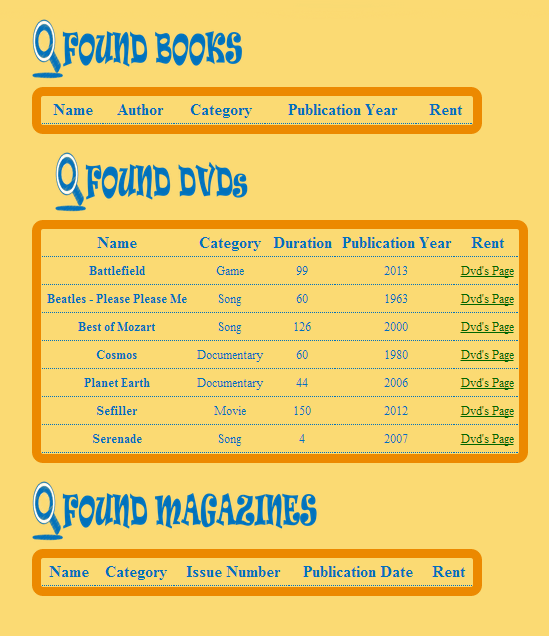 FOUND BOOKS
Name Author Category Publication Year Rent
FOUND DVDs
Name Category Duration Publication Year Rent
Battlefield Game 99 2013 Dvd's Page
Beatles - Please Please Me Song 60 1963 Dvd's Page
Best of Mozart Song 126 2000 Dvd's Page
Cosmos Documentary 60 1980 Dvd's Page
Planet Earth Documentary 44 2006 Dvd's Page
Sefiller Movie 150 2012 Dvd's Page
Serenade Song 4 2007 Dvd's Page
FOUND MAGAZINES
Name Category Issue Number Publication Date Rent